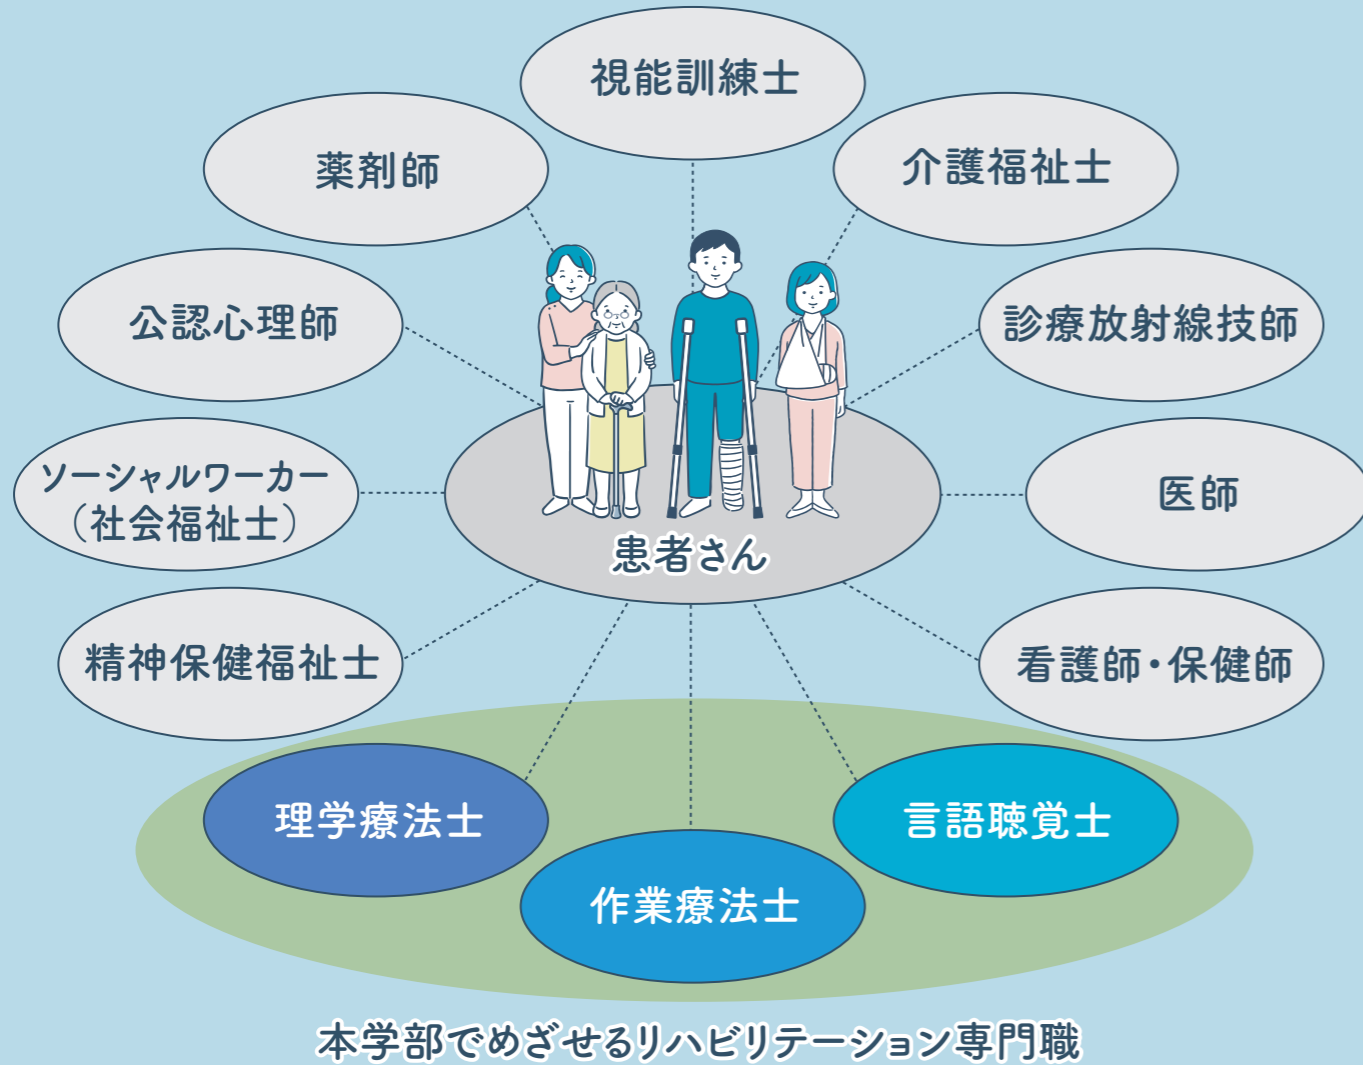 視能訓練士
薬剤師
介護福祉士
公認心理師
診療放射線技師
ソーシャルワーカー
（社会福祉士）
医師
患者さん
精神保健福祉士
看護師・保健師
理学療法士
言語聴覚士
作業療法士
本学部でめざせるリハビリテーション専門職